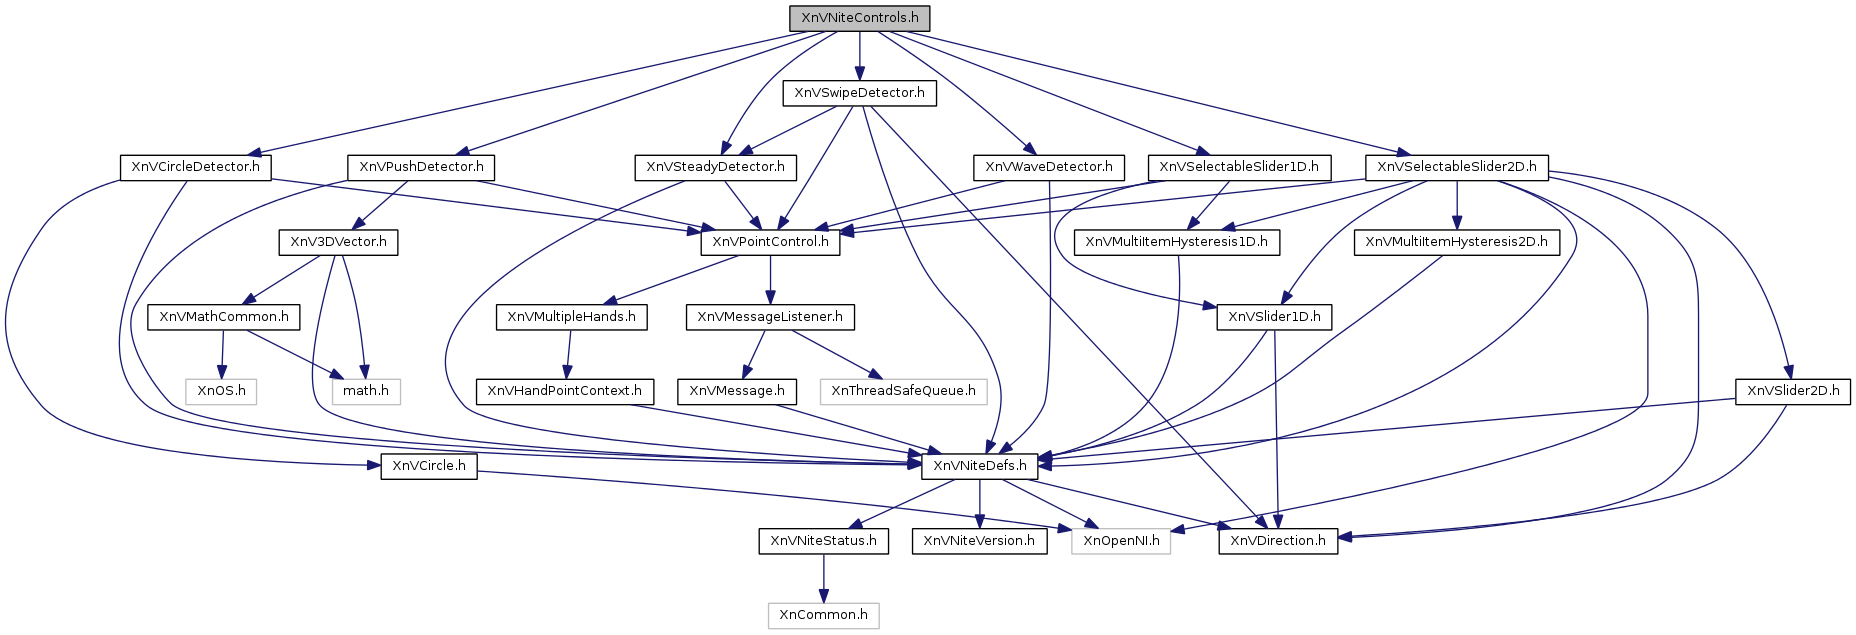 XnVNiteControls.h
XnVSwipeDetector.h
XnVCircleDetector.h
XnVPushDetector.h
XnVSteadyDetector.h
XnVWaveDetector.h
XnVSelectableSlider1D.h
XnVSelectableSlider2D.h
XnV3DVector.h
XnVPointControl.h
XnVMultiItemHysteresis1D.h
XnVMultiItemHysteresis2D.h
XnVMathCommon.h
XnVMultipleHands.h
XnVMessageListener.h
XnVSlider1D.h
XnOS.h
math.h
XnVHandPointContext.h
XnVMessage.h
XnThreadSafeQueue.h
XnVSlider2D.h
XnVCircle.h
XnVNiteDefs.h
XnVNiteStatus.h
XnVNiteVersion.h
XnOpenNI.h
XnVDirection.h
XnCommon.h